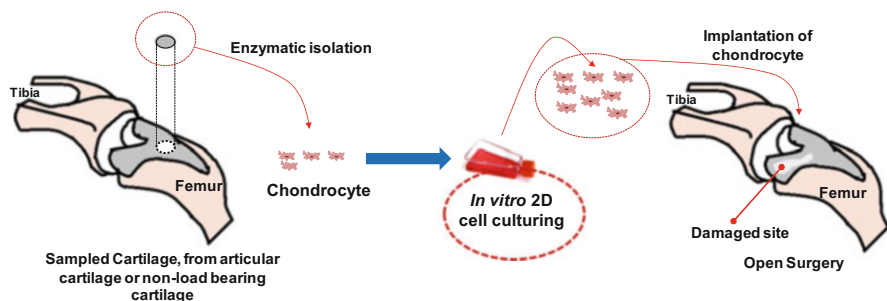 Tibia
Femur
Sampled Cartilage, from articular
cartilage or non-load bearing
cartilage
Enzymatic isolation
Chondrocyte
In vitro 2D
cell culturing
Implantation of
chondrocyte
Tibia
Femur
Damaged site
Open Surgery